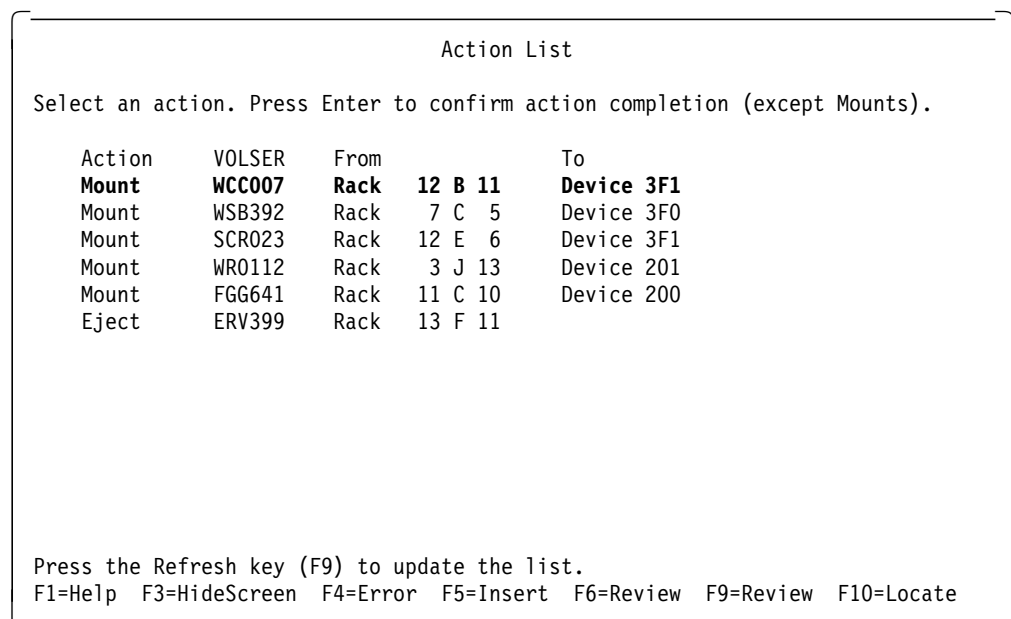 Action List
Select an action. Press Enter to confirm action completion (except Mounts).
Action VOLSER From To
Mount WCC007 Rack 12 B 11 Device 3F1
Mount WSB392 Rack 7 C 5 Device 3F0
Mount SCR023 Rack 12 E 6 Device 3F1
Mount WRO112 Rack 3 J 13 Device 201
Mount FGG641 Rack 11 C 10 Device 200
Eject ERV399 Rack 13 F 11
Press the Refresh key (F9) to update the list.
F1=Help F3=HideScreen F4=Error F5=Insert F6=Review F9=Review F10=Locate